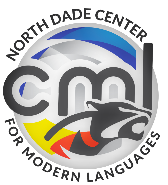 NORTH DADE CENTER
cml
FOR MODERN LANGUAGES